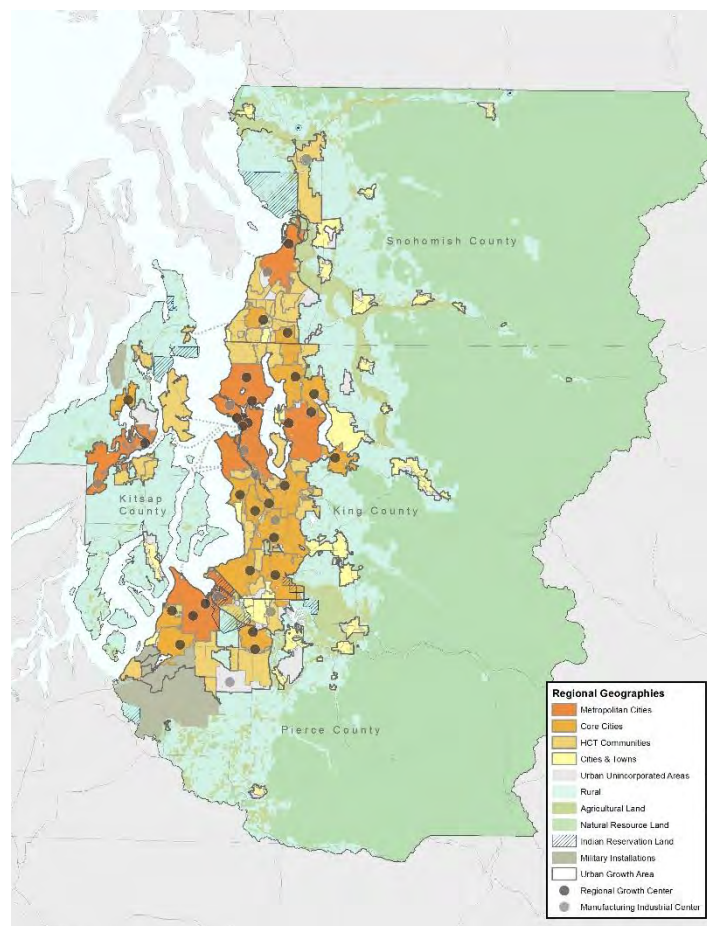 Snohomish County
Kitsap
County
King County
Pierce County
Regional Geographies
Metropolitan Cities
Core Cities
HCT Communities
Cities & Towns
Urban Unincorporated Areas
Rural
Agricultural Land
Natural Resource Land
Indian Reservation Land
Military Installations
Urban Growth Area
Regional Growth Center
Manufacturing Industrial Center